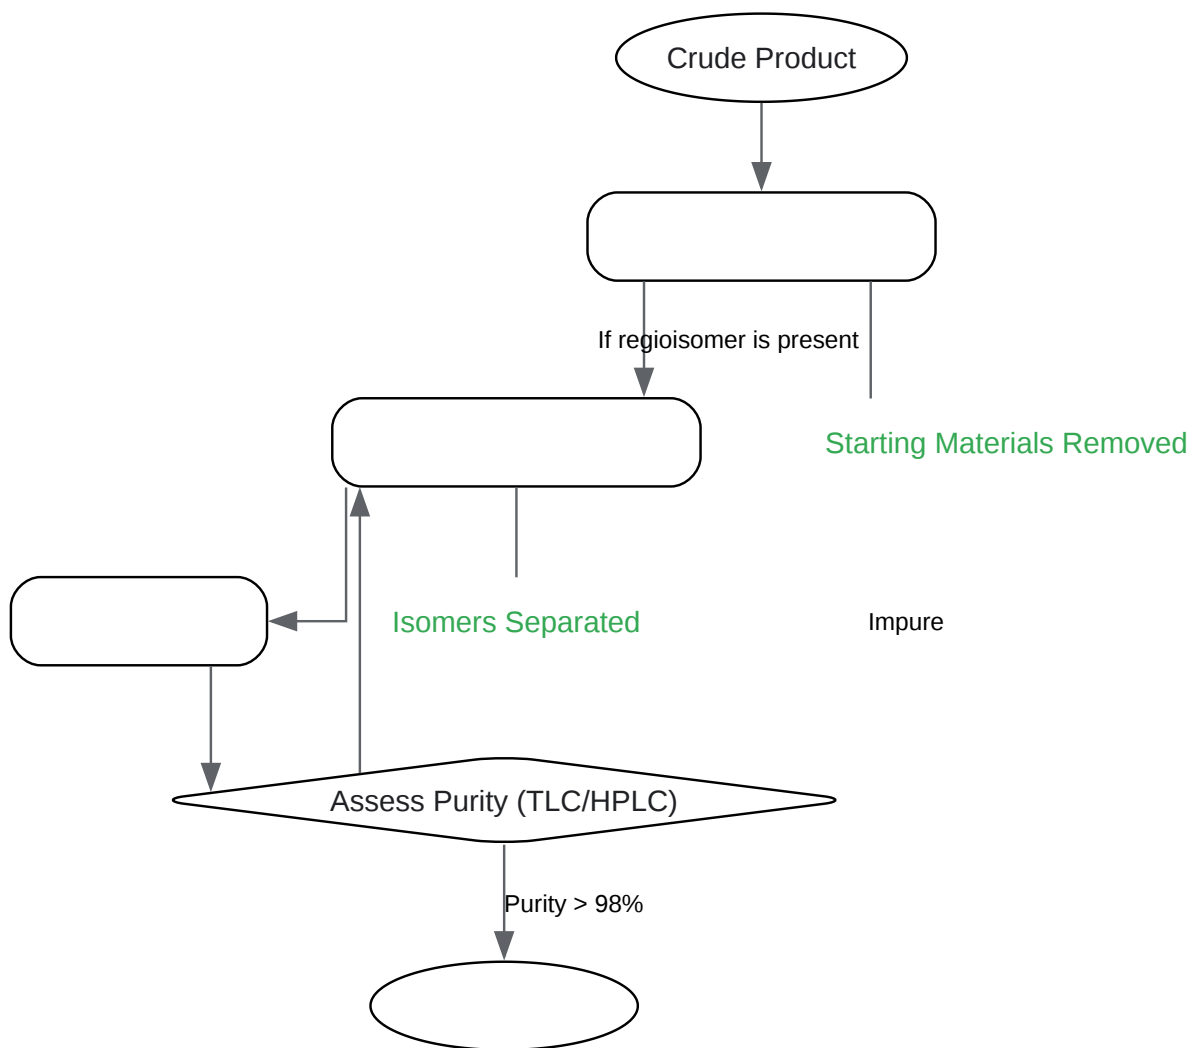 Crude Product
If regioisomer is present
Starting Materials Removed
Isomers Separated
Impure
Assess Purity (TLC/HPLC)
Purity > 98%